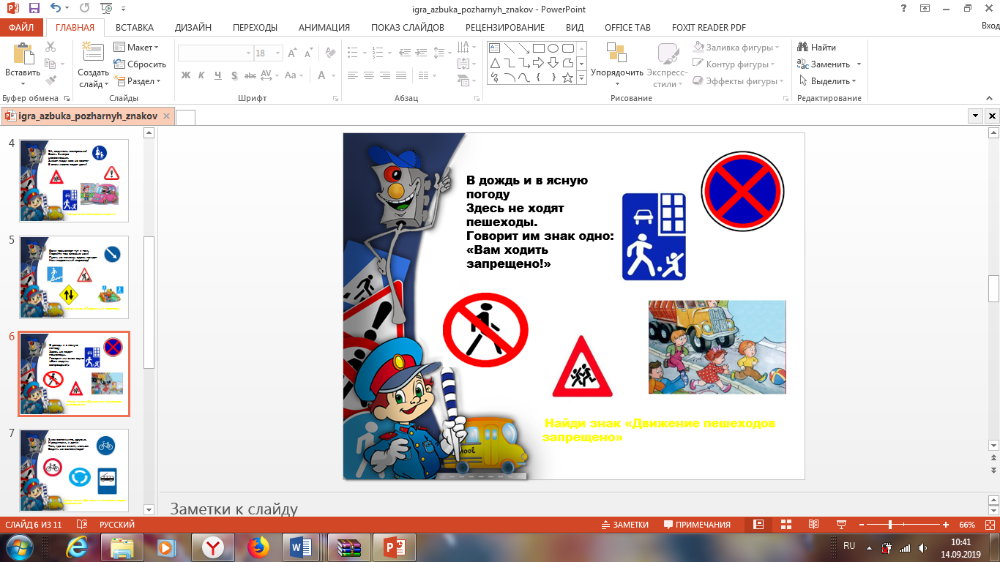 igra_azbuka_pozharnyh_znakov - PowerPoint
ФАЙЛ ГЛАВНАЯ ВСТАВКА ДИЗАЙН ПЕРЕХОДЫ АНИМАЦИЯ ПОКАЗ СЛАЙДОВ РЕЦЕНЗИРОВАНИЕ ВИД OFFICE TAB FOXIT READER PDF Вход
Вставить
Создать слайд
Макет
Сбросить
Раздел
18
Ж К Ч S abc AV Aa A
Упорядочить
Экспресс-стили
Заливка фигуры
Контур фигуры
Эффекты фигуры
Найти
Заменить
Выделить
Буфер обмена Слайды Шрифт Абзац Рисование Редактирование
igra_azbuka_pozharnyh_znakov
4
5
6
7
В дождь и в ясную
погоду
Здесь не ходят
пешеходы.
Говорит им знак одно:
«Вам ходить
запрещено!»
Найди знак «Движение пешеходов
запрещено»
Заметки к слайду
СЛАЙД 6 ИЗ 11 РУССКИЙ ЗАМЕТКИ ПРИМЕЧАНИЯ 66%
RU
10:41
14.09.2019